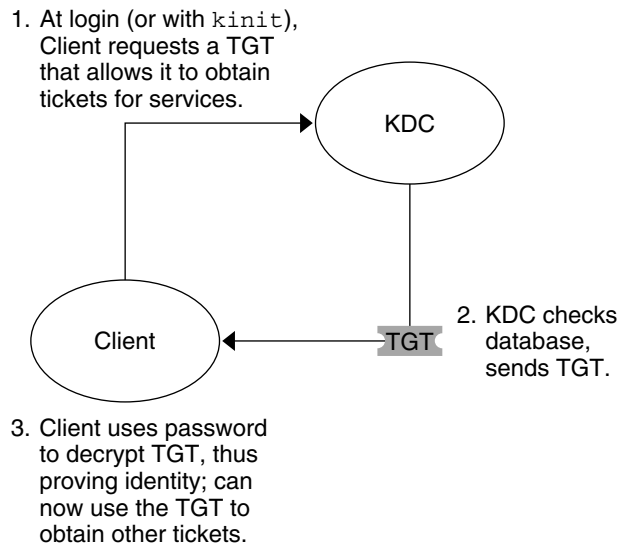 1. At login (or with kinit),
Client requests a TGT
that allows it to obtain
tickets for services.
KDC
Client
TGT
2. KDC checks
database,
sends TGT.
3. Client uses password
to decrypt TGT, thus
proving identity; can
now use the TGT to
obtain other tickets.